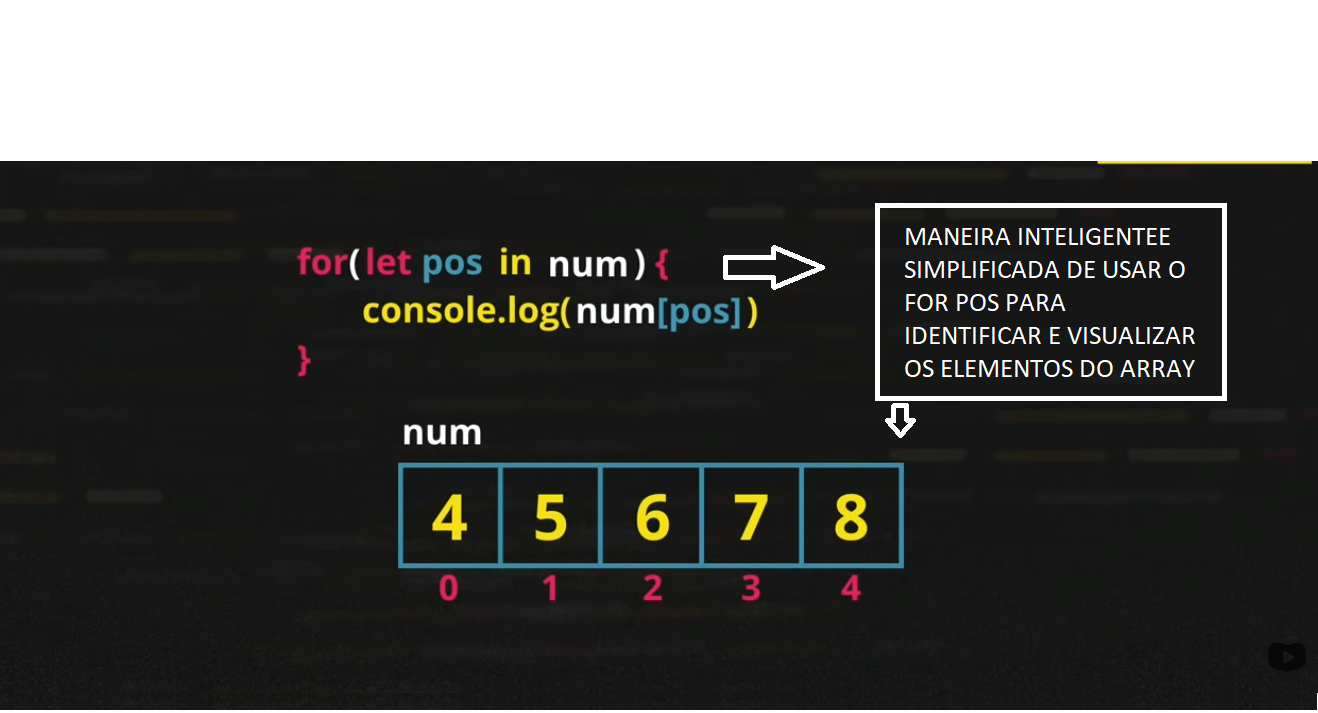 for(let pos in num) {
console.log(num[pos])
}
MANEIRA INTELIGENTEE
SIMPLIFICADA DE USAR O
FOR POS PARA
IDENTIFICAR E VISUALIZAR
OS ELEMENTOS DO ARRAY
num
4 5 6 7 8
0 1 2 3 4